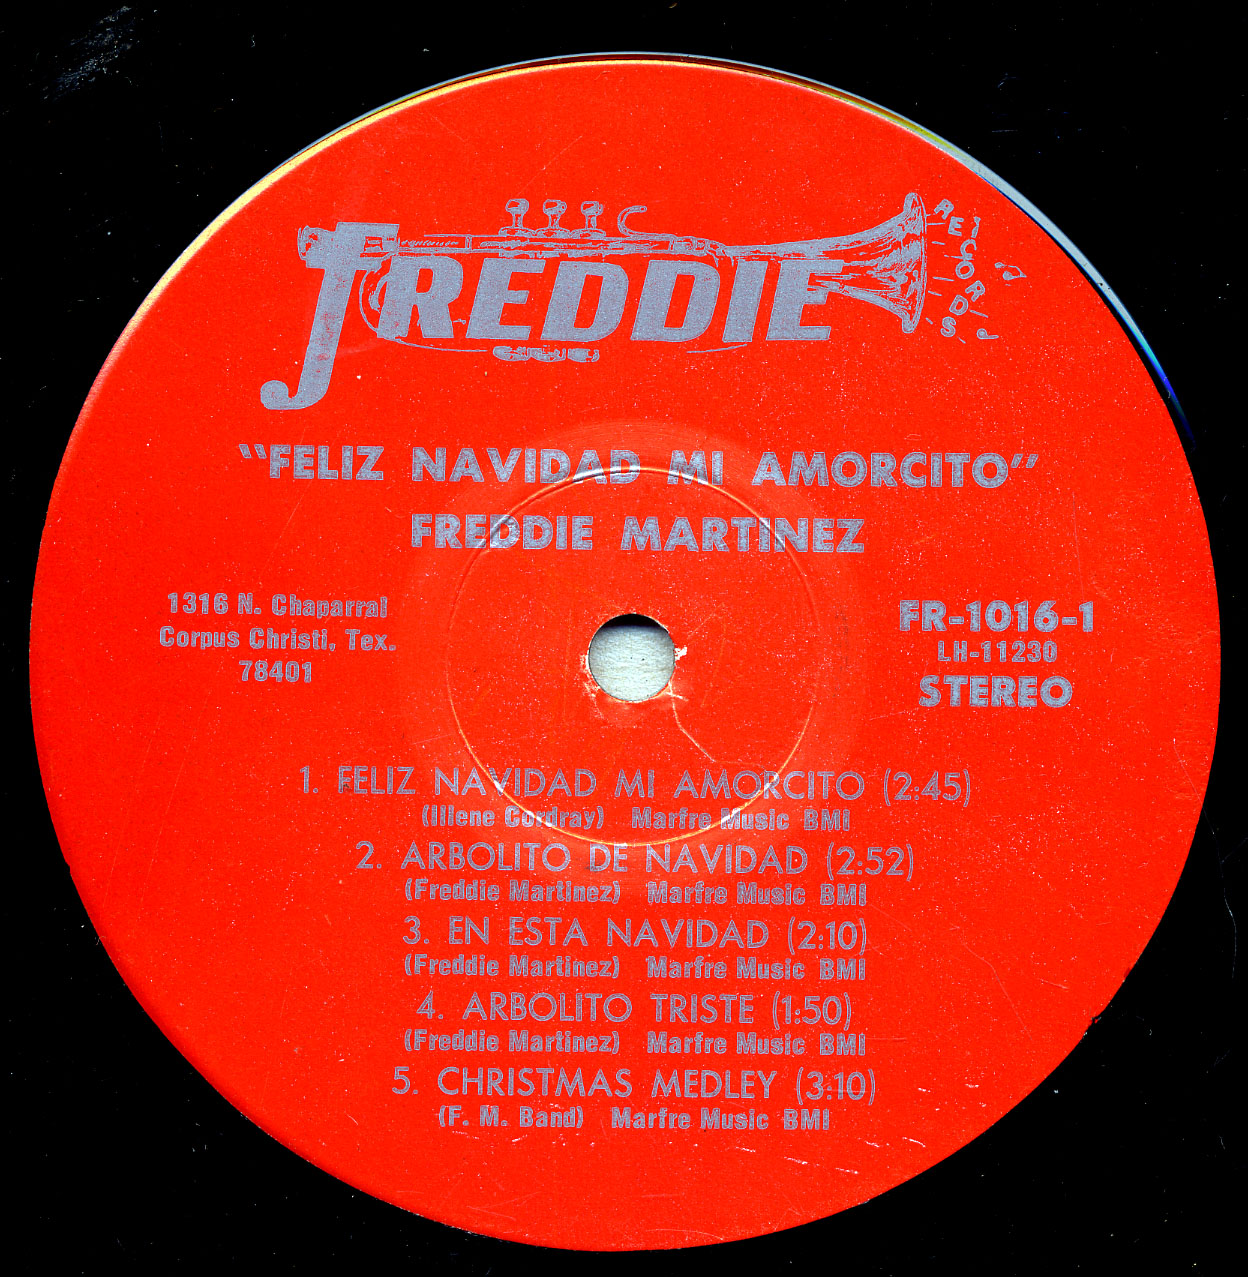 FREDDIE RECORDS
"FELIZ NAVIDAD MI AMORCITO"
FREDDIE MARTINEZ
1316 N. Chaparral
Corpus Christi, Tex.
78401
FR-1016-1
LH-11230
STEREO
1. FELIZ NAVIDAD MI AMORCITO (2:45)
(Illene Cordray) Marfre Music BMI
2. ARBOLITO DE NAVIDAD (2:52)
(Freddie Martinez) Marfre Music BMI
3. EN ESTA NAVIDAD (2:10)
(Freddie Martinez) Marfre Music BMI
4. ARBOLITO TRISTE (1:50)
(Freddie Martinez) Marfre Music BMI
5. CHRISTMAS MEDLEY (3:10)
(F. M. Band) Marfre Music BMI